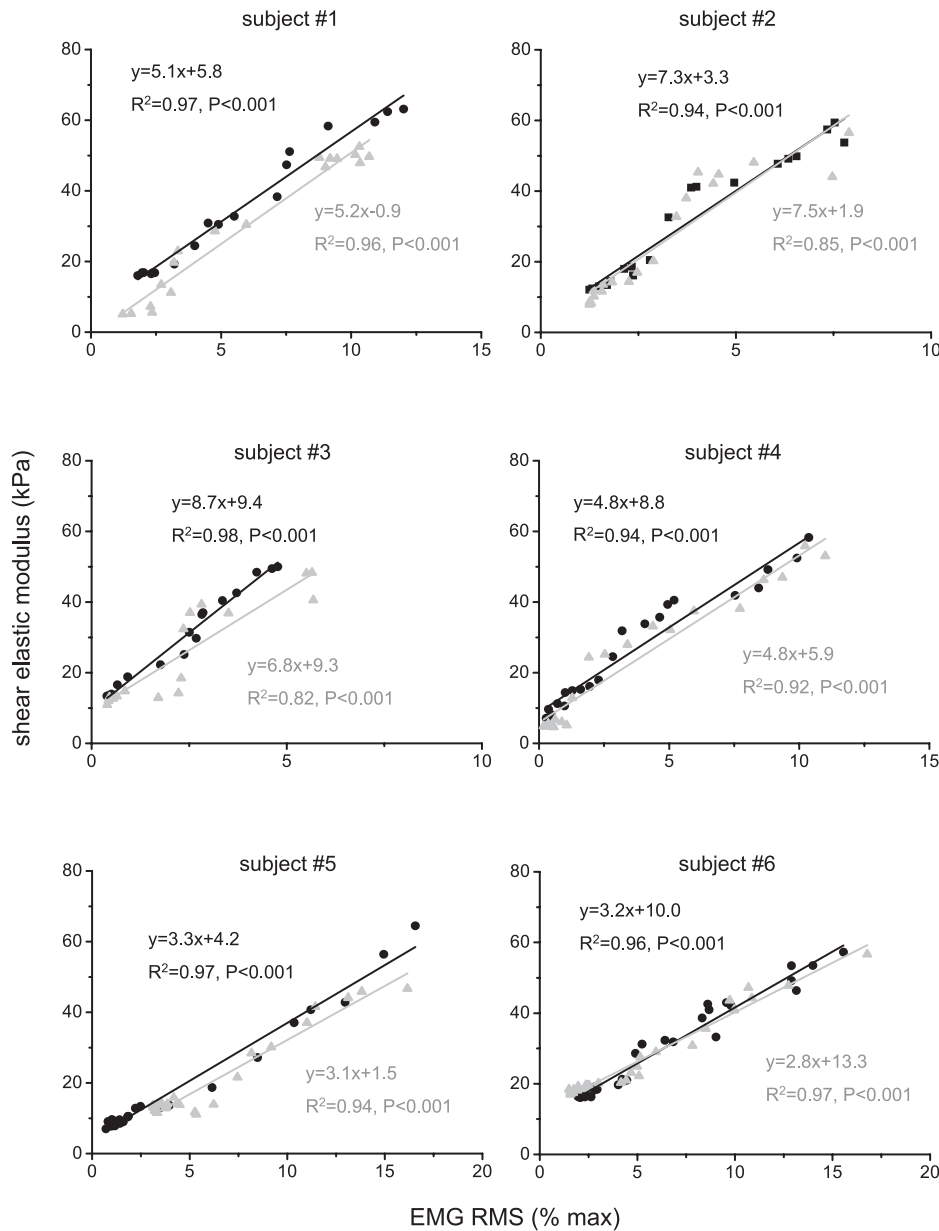 subject #1
80
60
40
20
0
y=5.1x+5.8
R²=0.97, P<0.001
y=5.2x-0.9
R²=0.96, P<0.001
0 5 10 15
subject #2
80
60
40
20
0
y=7.3x+3.3
R²=0.94, P<0.001
y=7.5x+1.9
R²=0.85, P<0.001
0 5 10
shear elastic modulus (kPa)
subject #3
80
60
40
20
0
y=8.7x+9.4
R²=0.98, P<0.001
y=6.8x+9.3
R²=0.82, P<0.001
0 5 10
subject #4
80
60
40
20
0
y=4.8x+8.8
R²=0.94, P<0.001
y=4.8x+5.9
R²=0.92, P<0.001
0 5 10 15
subject #5
80
60
40
20
0
y=3.3x+4.2
R²=0.97, P<0.001
y=3.1x+1.5
R²=0.94, P<0.001
0 5 10 15 20
subject #6
80
60
40
20
0
y=3.2x+10.0
R²=0.96, P<0.001
y=2.8x+13.3
R²=0.97, P<0.001
0 5 10 15 20
EMG RMS (% max)